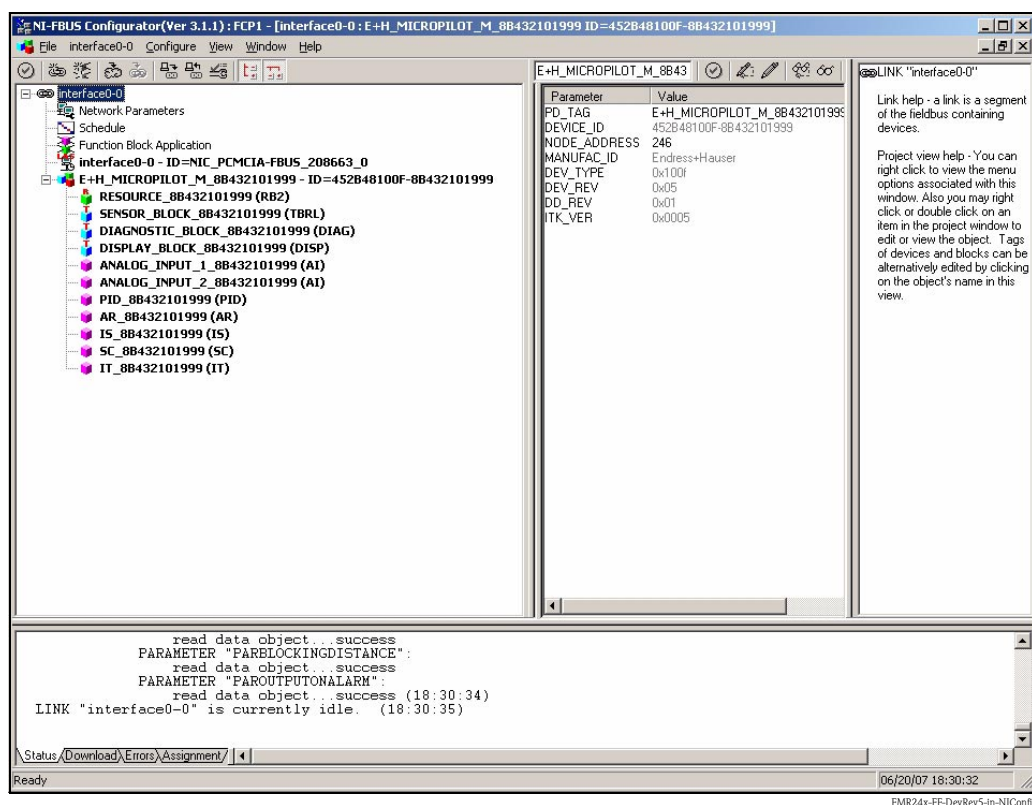 NI-FBUS Configurator(Ver 3.1.1) : FCP1 - [interface0-0 : E+H_MICROPILOT_M_8B432101999 ID=452B48100F-8B432101999]
File interface0-0 Configure View Window Help
E+H_MICROPILOT_M_8B43
interface0-0
Network Parameters
Schedule
Function Block Application
interface0-0 - ID=NIC_PCMCIA-FBUS_208663_0
E+H_MICROPILOT_M_8B432101999 - ID=452B48100F-8B432101999
RESOURCE_8B432101999 (RB2)
SENSOR_BLOCK_8B432101999 (TBRL)
DIAGNOSTIC_BLOCK_8B432101999 (DIAG)
DISPLAY_BLOCK_8B432101999 (DISP)
ANALOG_INPUT_1_8B432101999 (AI)
ANALOG_INPUT_2_8B432101999 (AI)
PID_8B432101999 (PID)
AR_8B432101999 (AR)
IS_8B432101999 (IS)
SC_8B432101999 (SC)
IT_8B432101999 (IT)
Parameter Value
PD_TAG E+H_MICROPILOT_M_8B432101999
DEVICE_ID 452B48100F-8B432101999
NODE_ADDRESS 246
MANUFAC_ID Endress+Hauser
DEV_TYPE 0x100f
DEV_REV 0x05
DD_REV 0x01
ITK_VER 0x0005
LINK "interface0-0"
Link help - a link is a segment
of the fieldbus containing
devices.
Project view help - You can
right click to view the menu
options associated with this
window. Also you may right
click or double click on an
item in the project window to
edit or view the object. Tags
of devices and blocks can be
alternatively edited by clicking
on the object's name in this
view.
read data object...success
PARAMETER "PARBLOCKINGDISTANCE":
read data object...success
PARAMETER "PAROUTPUTONALARM":
read data object...success (18:30:34)
LINK "interface0-0" is currently idle. (18:30:35)
Status Download Errors Assignment
Ready 06/20/07 18:30:32
FMR24x-FF-DevRev5-in-NIConfi